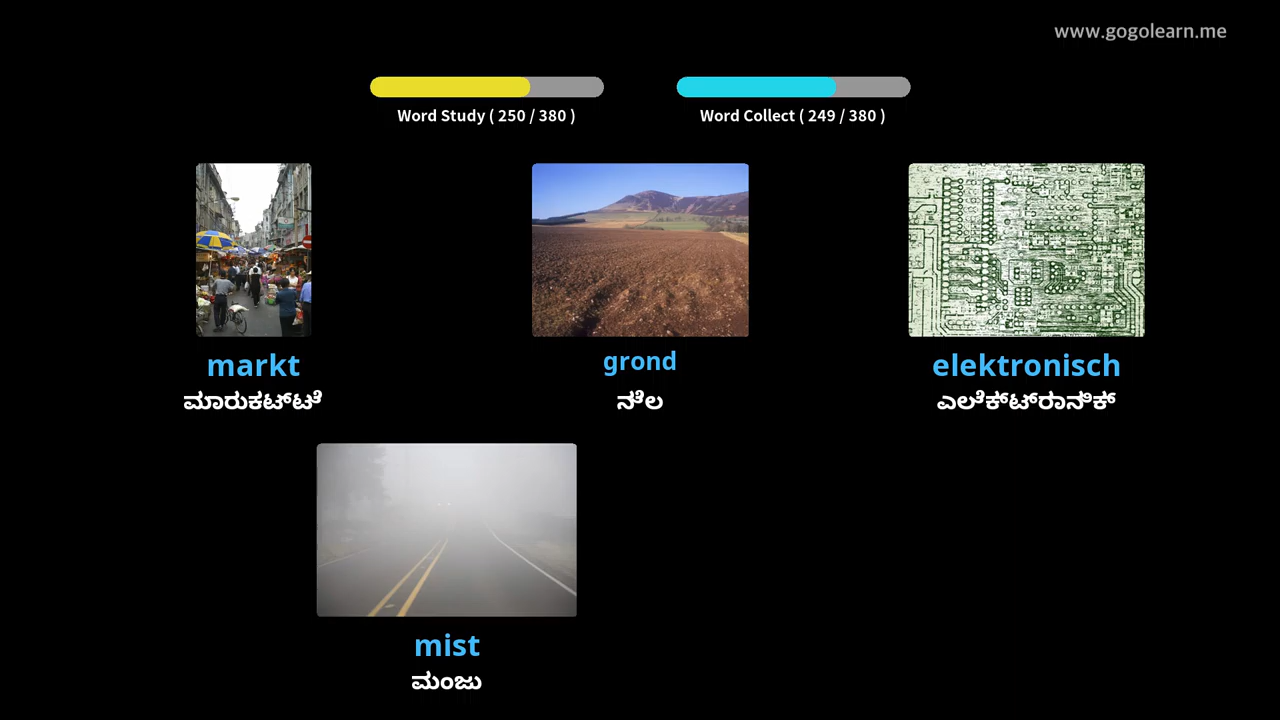 www.gogolearn.me
Word Study ( 250 / 380 )
Word Collect ( 249 / 380 )
markt
ಮಾರುಕಟ್ಟೆ
grond
ನೆಲ
elektronisch
ಎಲೆಕ್ಟ್ರಾನಿಕ್
mist
ಮಂಜು